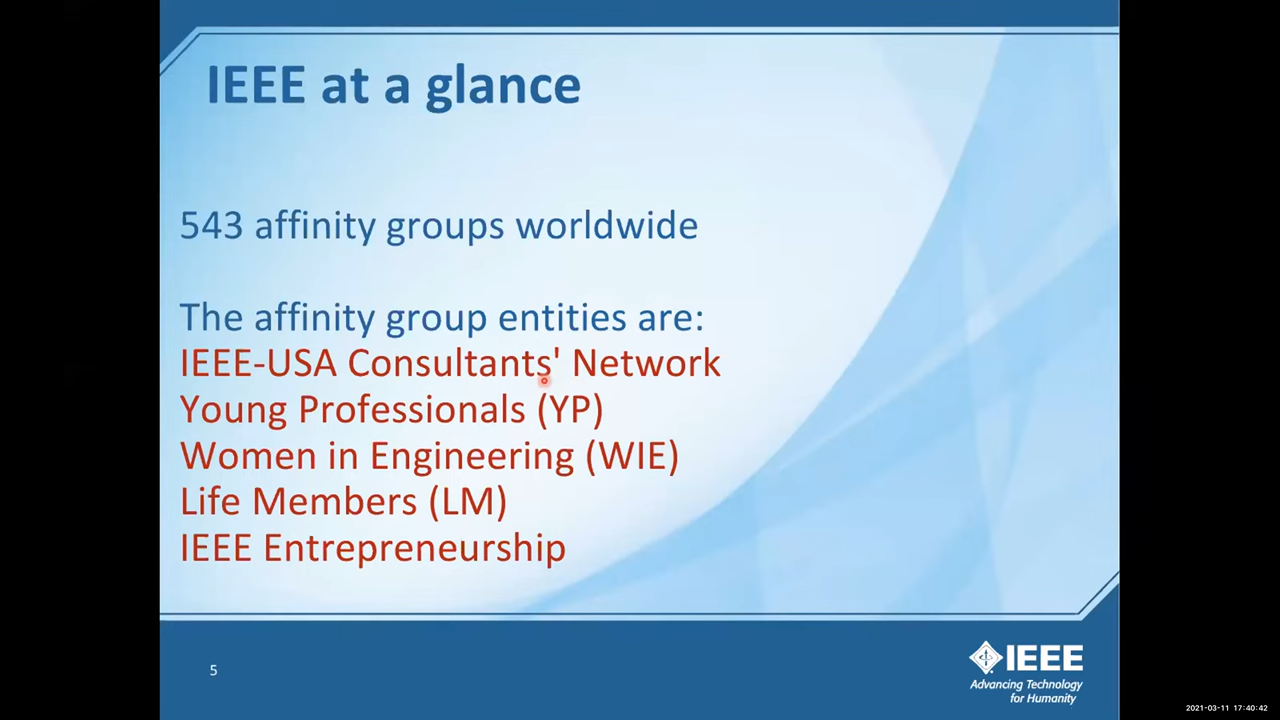 IEEE at a glance
543 affinity groups worldwide
The affinity group entities are:
IEEE-USA Consultants' Network
Young Professionals (YP)
Women in Engineering (WIE)
Life Members (LM)
IEEE Entrepreneurship
5
IEEE
Advancing Technology
for Humanity
2021-03-11 17:40:42